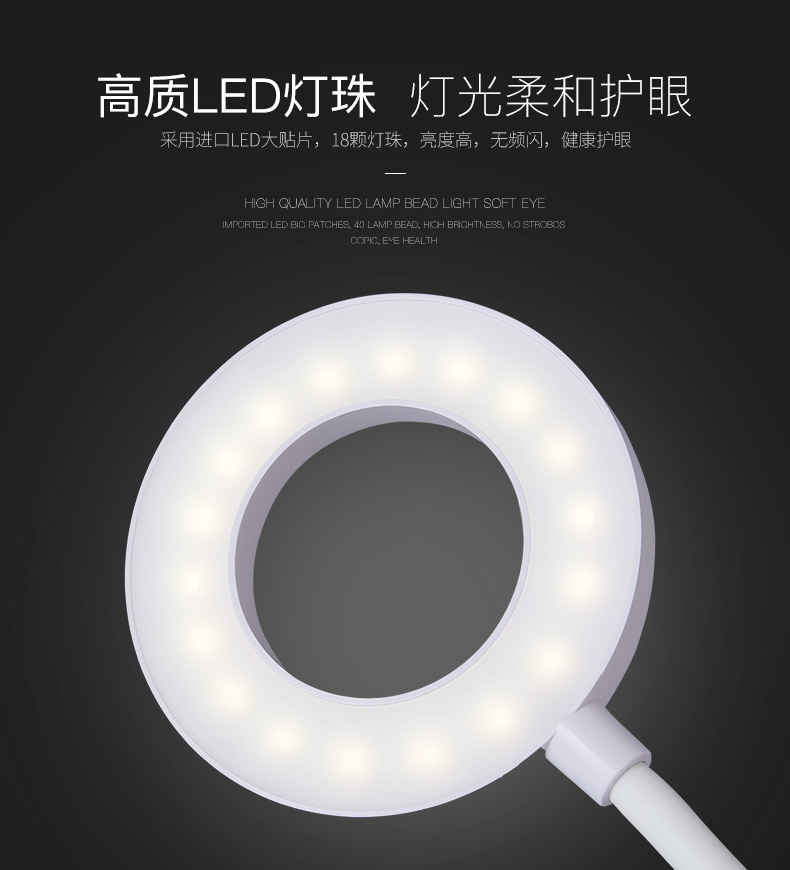 高质LED灯珠 灯光柔和护眼
采用进口LED大贴片，18颗灯珠，亮度高，无频闪，健康护眼
HIGH QUALITY LED LAMP BEAD LIGHT SOFT EYE
IMPORTED LED BIG PATCHES, 40 LAMP BEAD, HIGH BRIGHTNESS, NO STROBOS
COPIC, EYE HEALTH